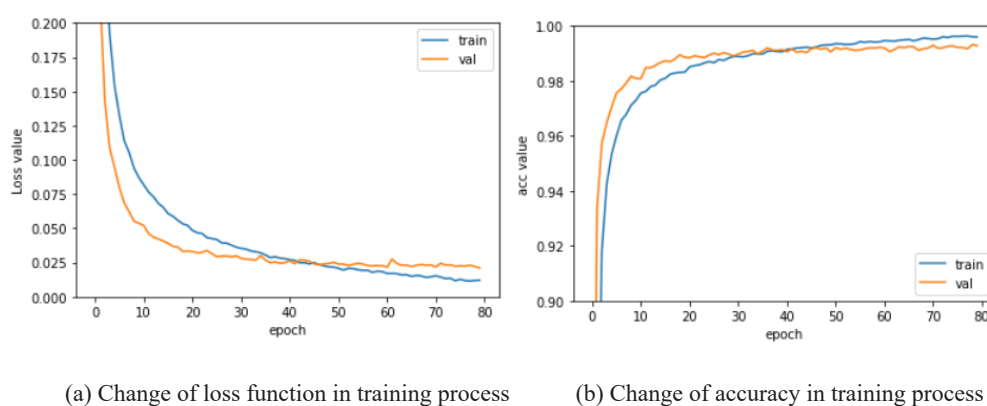 0.200
0.175
0.150
0.125
0.100
0.075
0.050
0.025
0.000
Loss value
0 10 20 30 40 50 60 70 80
epoch
train
val
1.00
0.98
0.96
0.94
0.92
0.90
acc value
0 10 20 30 40 50 60 70 80
epoch
train
val
(a) Change of loss function in training process
(b) Change of accuracy in training process